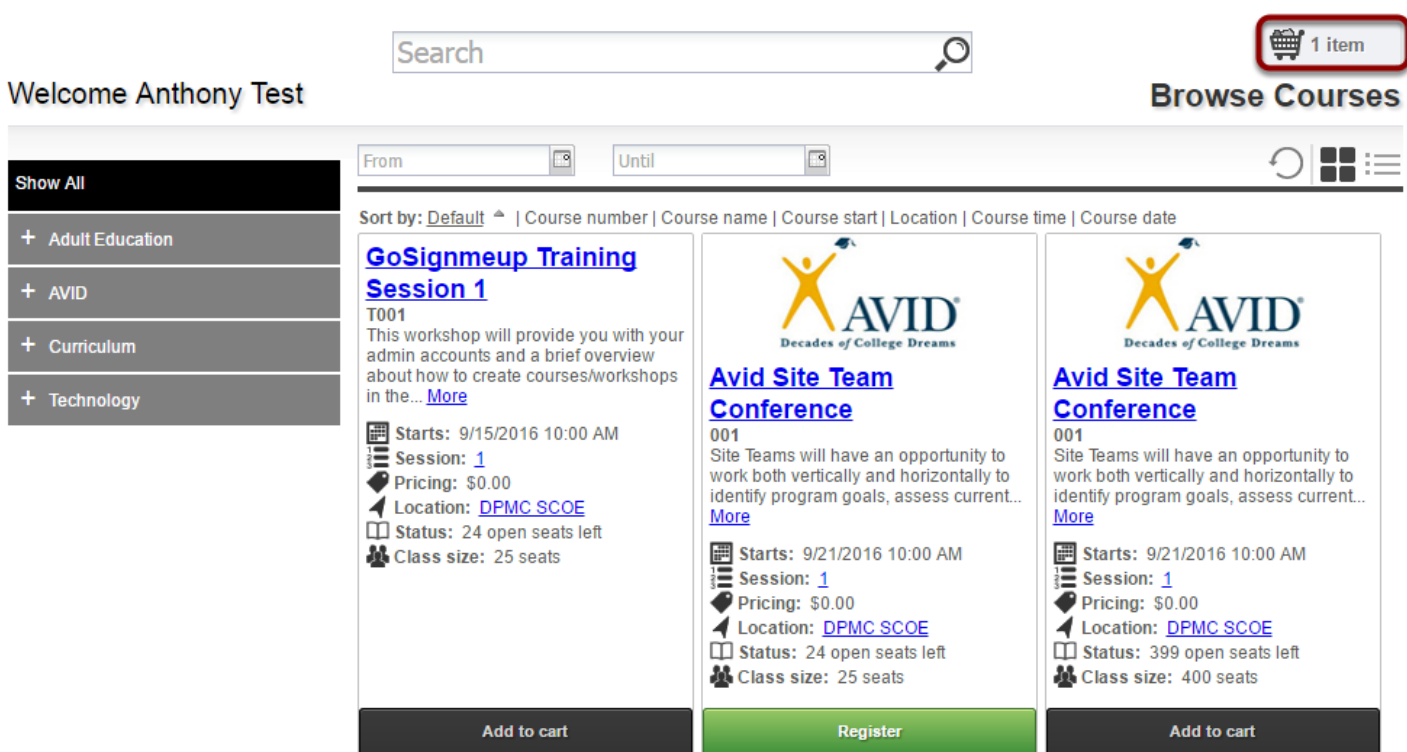 Search
1 item
Welcome Anthony Test
Browse Courses
From
Until
Show All
+ Adult Education
+ AVID
+ Curriculum
+ Technology
Sort by: Default | Course number | Course name | Course start | Location | Course time | Course date
GoSignmeup Training
Session 1
T001
This workshop will provide you with your
admin accounts and a brief overview
about how to create courses/workshops
in the... More
Starts: 9/15/2016 10:00 AM
Session: 1
Pricing: $0.00
Location: DPMC SCOE
Status: 24 open seats left
Class size: 25 seats
Add to cart
AVID®
Decades of College Dreams
Avid Site Team
Conference
001
Site Teams will have an opportunity to
work both vertically and horizontally to
identify program goals, assess current...
More
Starts: 9/21/2016 10:00 AM
Session: 1
Pricing: $0.00
Location: DPMC SCOE
Status: 24 open seats left
Class size: 25 seats
Register
AVID®
Decades of College Dreams
Avid Site Team
Conference
001
Site Teams will have an opportunity to
work both vertically and horizontally to
identify program goals, assess current...
More
Starts: 9/21/2016 10:00 AM
Session: 1
Pricing: $0.00
Location: DPMC SCOE
Status: 399 open seats left
Class size: 400 seats
Add to cart